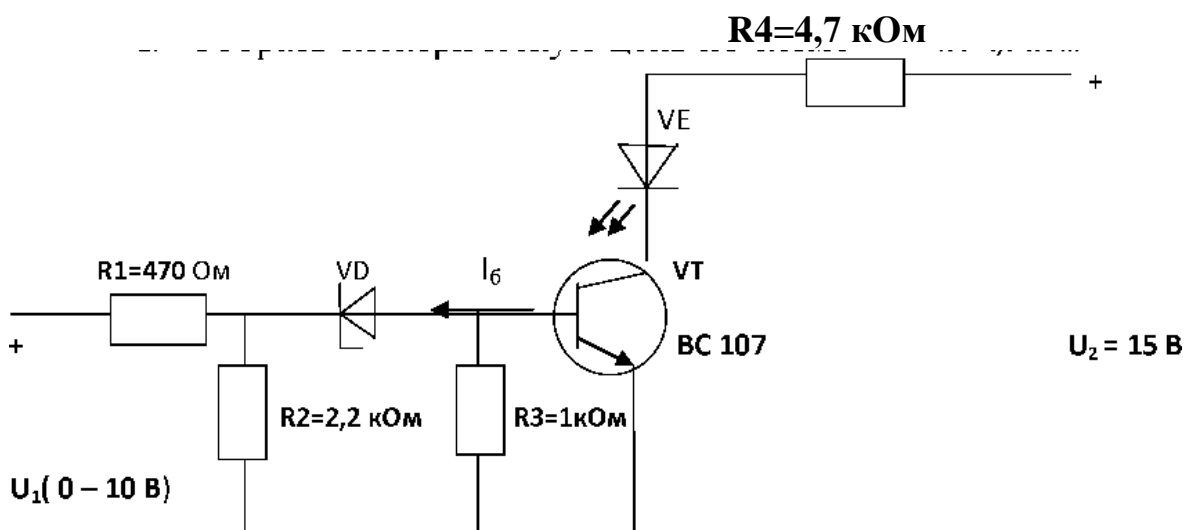 R4=4,7 кОм
+
VE
R1=470 Ом
VD
Iб
VT
+
BC 107
U₂ = 15 В
R2=2,2 кОм
R3=1кОм
U₁( 0 – 10 В)